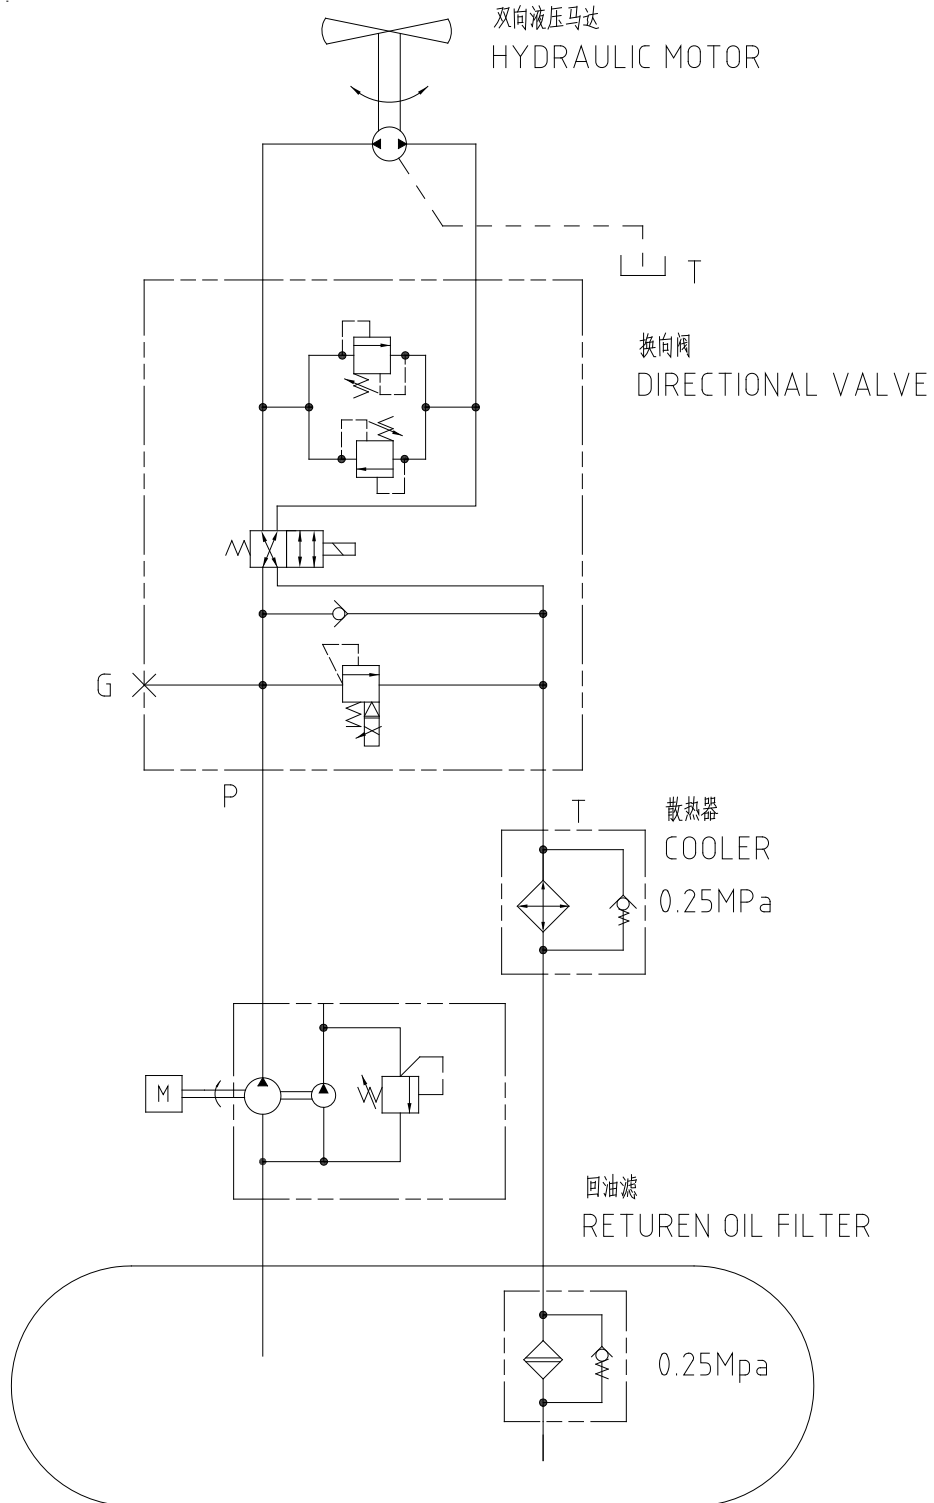 双向液压马达
HYDRAULIC MOTOR
T
换向阀
DIRECTIONAL VALVE
G
P
T
散热器
COOLER
0.25MPa
M
回油滤
RETUREN OIL FILTER
0.25Mpa